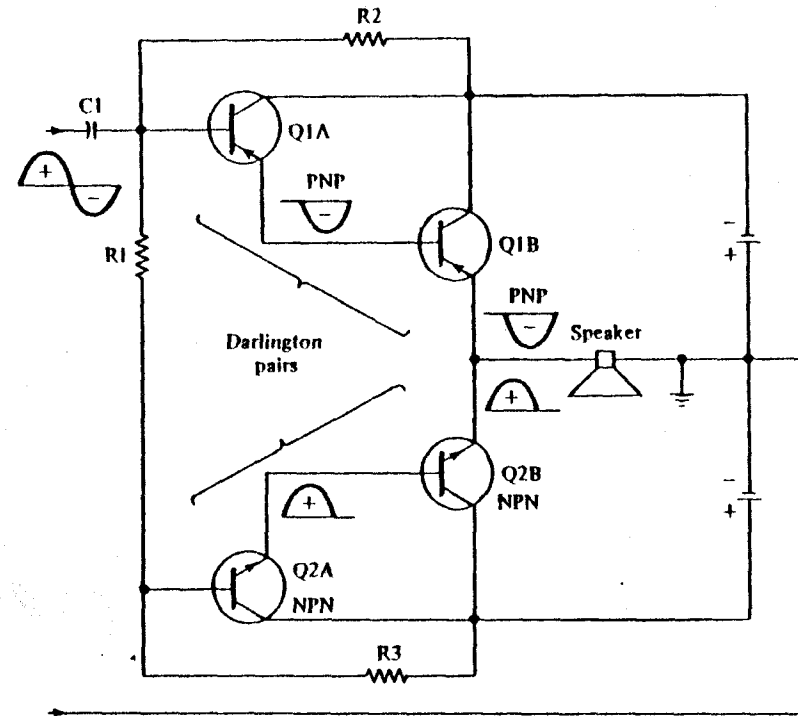 R2
C1
Q1A
+
−
PNP
−
R1
Q1B
−
+
PNP
−
Speaker
Darlington
pairs
+
Q2B
NPN
−
+
+
Q2A
NPN
R3